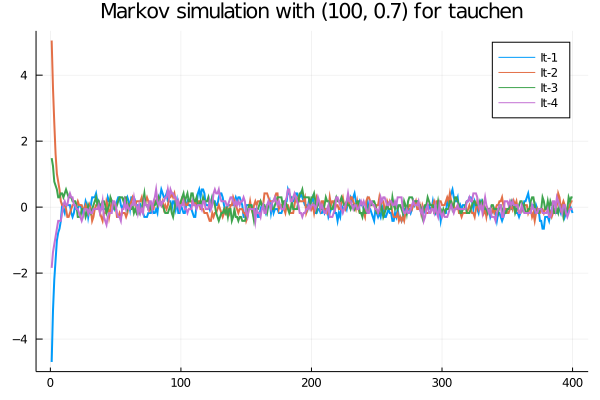 Markov simulation with (100, 0.7) for tauchen
It-1
It-2
It-3
It-4
4
2
0
−2
−4
0 100 200 300 400